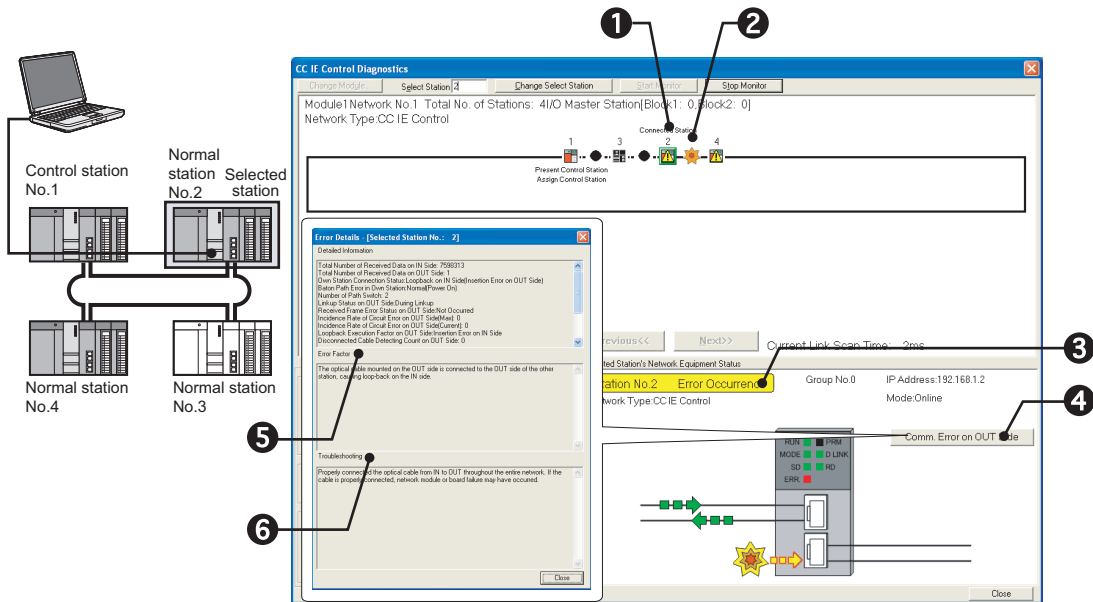 1
2
CC IE Control Diagnostics
Change Module..
Select Station 2
Change Select Station
Start Monitor
Stop Monitor
Module1 Network No.1 Total No. of Stations: 4 I/O Master Station[Block1: 0,Block2: 0]
Network Type:CC IE Control
Connected Station
1 3 2 4
Present Control Station
Assign Control Station
Control station
No.1
Normal
station
No.2
Selected
station
Normal station
No.4
Normal station
No.3
Error Details - [Selected Station No.: 2]
Detailed Information
Total Number of Received Data on IN Side: 7598313
Total Number of Received Data on OUT Side: 1
Own Station Connection Status:Loopback on IN Side(Insertion Error on OUT Side)
Baton Path Error in Own Station:Normal(Power On)
Number of Path Switch: 2
Linkup Status on OUT Side:During Linkup
Received Frame Error Status on OUT Side:Not Occured
Incidence Rate of Circuit Error on OUT Side(Max): 0
Incidence Rate of Circuit Error on OUT Side(Current): 0
Loopback Execution Factor on OUT Side:Insertion Error on IN Side
Disconnected Cable Detecting Count on OUT Side: 0
Error Factor
The optical cable mounted on the OUT side is connected to the OUT side of the other
station, causing loop-back on the IN side.
5
Troubleshooting
Properly connected the optical cable from IN to OUT throughout the entire network. If the
cable is properly connected, network module or board failure may have occured.
6
Close
revious<<
Next>>
Current Link Scan Time: 2ms
ted Station's Network Equipment Status
3
tation No.2 Error Occurrence
Group No.0
IP Address:192.168.1.2
twork Type:CC IE Control
Mode:Online
4
Comm. Error on OUT Side
RUN PRM
MODE D LINK
SD RD
ERR.
Close